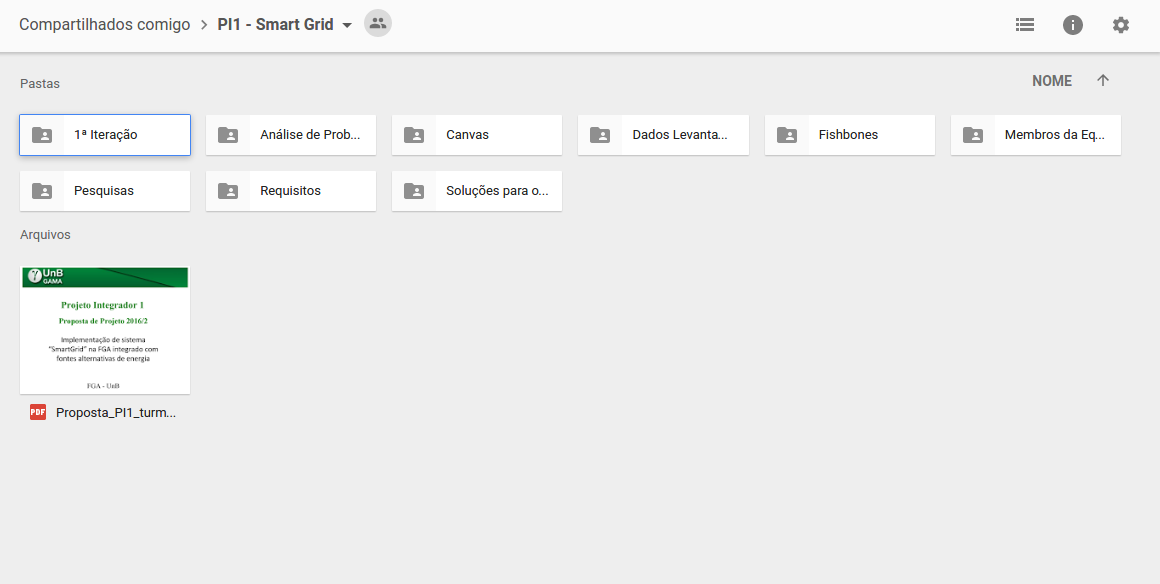 Compartilhados comigo > PI1 - Smart Grid
Pastas
NOME
1ª Iteração
Análise de Prob...
Canvas
Dados Levanta...
Fishbones
Membros da Eq...
Pesquisas
Requisitos
Soluções para o...
Arquivos
UnB
GAMA
Projeto Integrador 1
Proposta de Projeto 2016/2
Implementação de sistema
"SmartGrid" na FGA integrado com
fontes alternativas de energia
FGA - UnB
PDF
Proposta_PI1_turm...